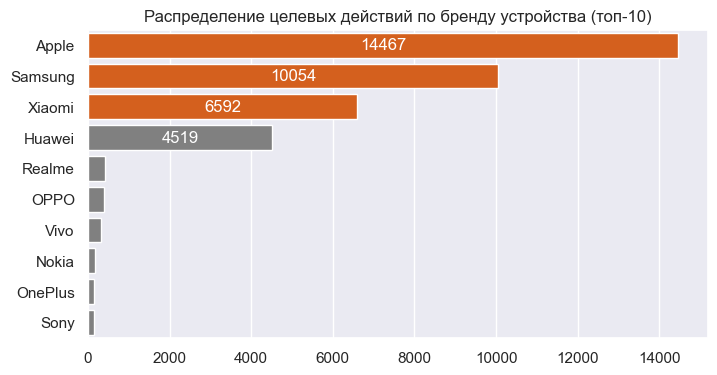 Распределение целевых действий по бренду устройства (топ-10)
Apple
14467
Samsung
10054
Xiaomi
6592
Huawei
4519
Realme
OPPO
Vivo
Nokia
OnePlus
Sony
0 2000 4000 6000 8000 10000 12000 14000